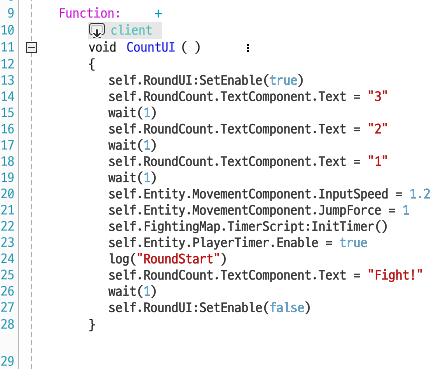 9 Function: +
10 client
11 void CountUI ( )
12 {
13 self.RoundUI:SetEnable(true)
14 self.RoundCount.TextComponent.Text = "3"
15 wait(1)
16 self.RoundCount.TextComponent.Text = "2"
17 wait(1)
18 self.RoundCount.TextComponent.Text = "1"
19 wait(1)
20 self.Entity.MovementComponent.InputSpeed = 1.2
21 self.Entity.MovementComponent.JumpForce = 1
22 self.FightingMap.TimerScript:InitTimer()
23 self.Entity.PlayerTimer.Enable = true
24 log("RoundStart")
25 self.RoundCount.TextComponent.Text = "Fight!"
26 wait(1)
27 self.RoundUI:SetEnable(false)
28 }
29